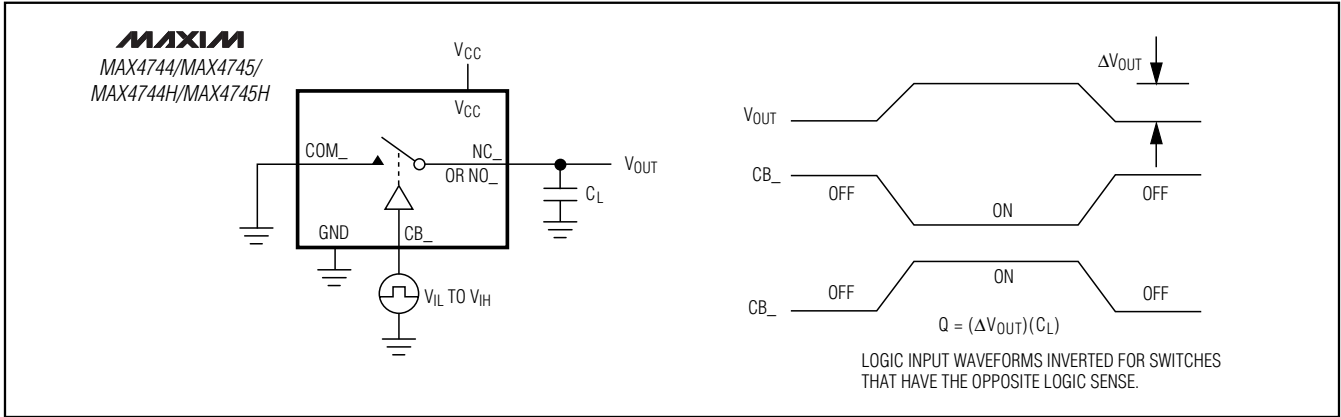 MAXIM
MAX4744/MAX4745/
MAX4744H/MAX4745H
VCC
VCC
COM_
NC_
OR NO_
VOUT
CL
GND
CB_
VIL TO VIH
ΔVOUT
VOUT
CB_
OFF
ON
OFF
CB_
OFF
ON
OFF
Q = (ΔVOUT)(CL)
LOGIC INPUT WAVEFORMS INVERTED FOR SWITCHES
THAT HAVE THE OPPOSITE LOGIC SENSE.